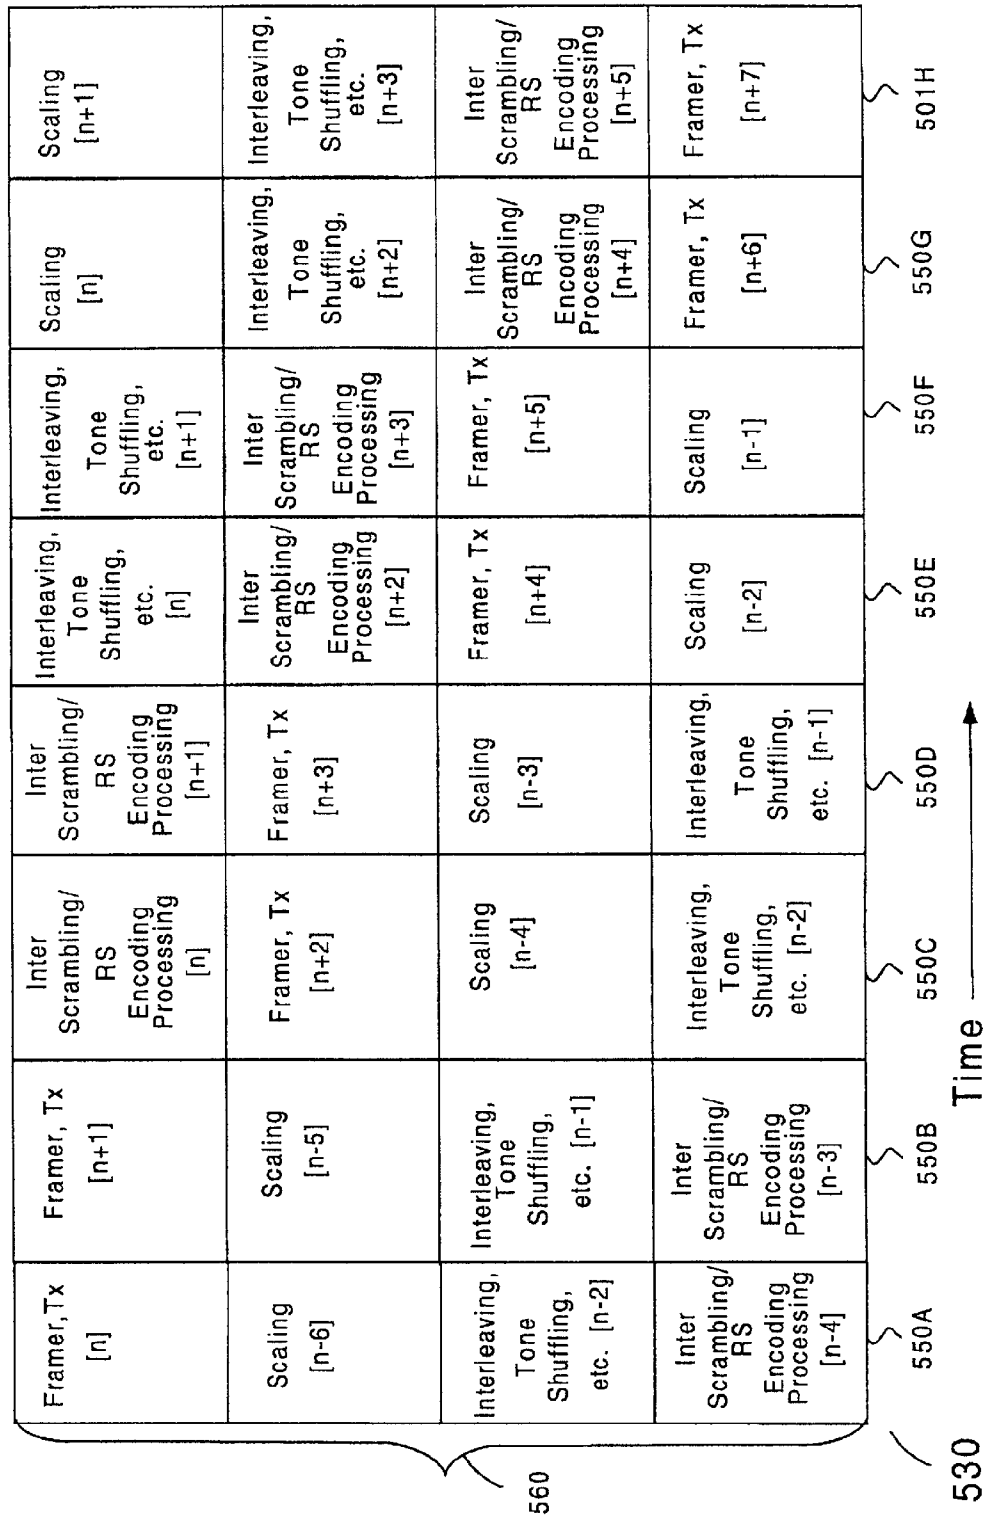 Framer,Tx
[n]
Framer, Tx
[n+1]
Inter
Scrambling/
RS
Encoding
Processing
[n]
Inter
Scrambling/
RS
Encoding
Processing
[n+1]
Interleaving,
Tone
Shuffling,
etc.
[n]
Interleaving,
Tone
Shuffling,
etc.
[n+1]
Scaling
[n]
Scaling
[n+1]
Scaling
[n-6]
Scaling
[n-5]
Framer, Tx
[n+2]
Framer, Tx
[n+3]
Inter
Scrambling/
RS
Encoding
Processing
[n+2]
Inter
Scrambling/
RS
Encoding
Processing
[n+3]
Interleaving,
Tone
Shuffling,
etc.
[n+2]
Interleaving,
Tone
Shuffling,
etc.
[n+3]
Interleaving,
Tone
Shuffling,
etc. [n-2]
Interleaving,
Tone
Shuffling,
etc. [n-1]
Scaling
[n-4]
Scaling
[n-3]
Framer, Tx
[n+4]
Framer, Tx
[n+5]
Inter
Scrambling/
RS
Encoding
Processing
[n+4]
Inter
Scrambling/
RS
Encoding
Processing
[n+5]
Inter
Scrambling/
RS
Encoding
Processing
[n-4]
Inter
Scrambling/
RS
Encoding
Processing
[n-3]
Interleaving,
Tone
Shuffling,
etc. [n-2]
Interleaving,
Tone
Shuffling,
etc. [n-1]
Scaling
[n-2]
Scaling
[n-1]
Framer, Tx
[n+6]
Framer, Tx
[n+7]
560
550A
550B
550C
550D
550E
550F
550G
501H
530
Time